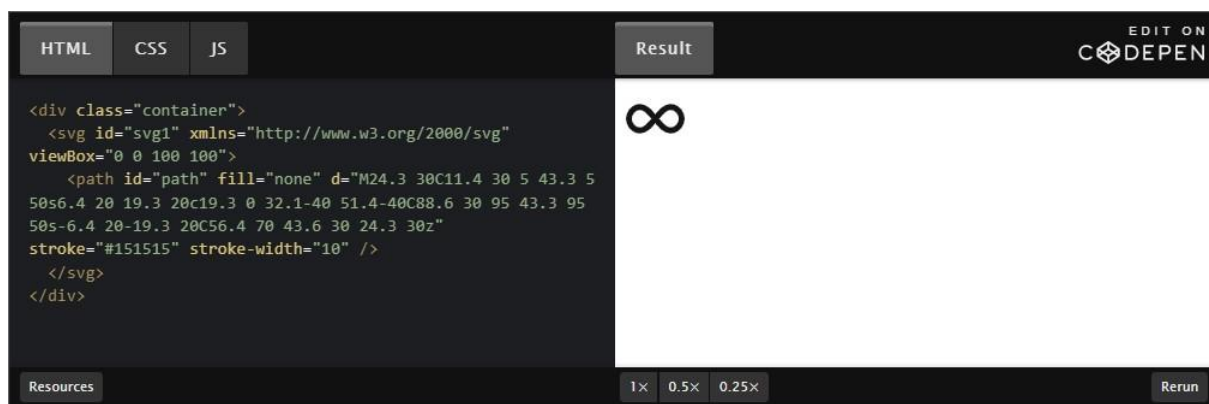 HTML CSS JS
Result
EDIT ON
CODEPEN
<div class="container">
  <svg id="svg1" xmlns="http://www.w3.org/2000/svg"
viewBox="0 0 100 100">
    <path id="path" fill="none" d="M24.3 30C11.4 30 5 43.3 5
50s6.4 20 19.3 20c19.3 0 32.1-40 51.4-40C88.6 30 95 43.3 95
50s-6.4 20-19.3 20C56.4 70 43.6 30 24.3 30z"
stroke="#151515" stroke-width="10" />
  </svg>
</div>
∞
Resources
1× 0.5× 0.25×
Rerun